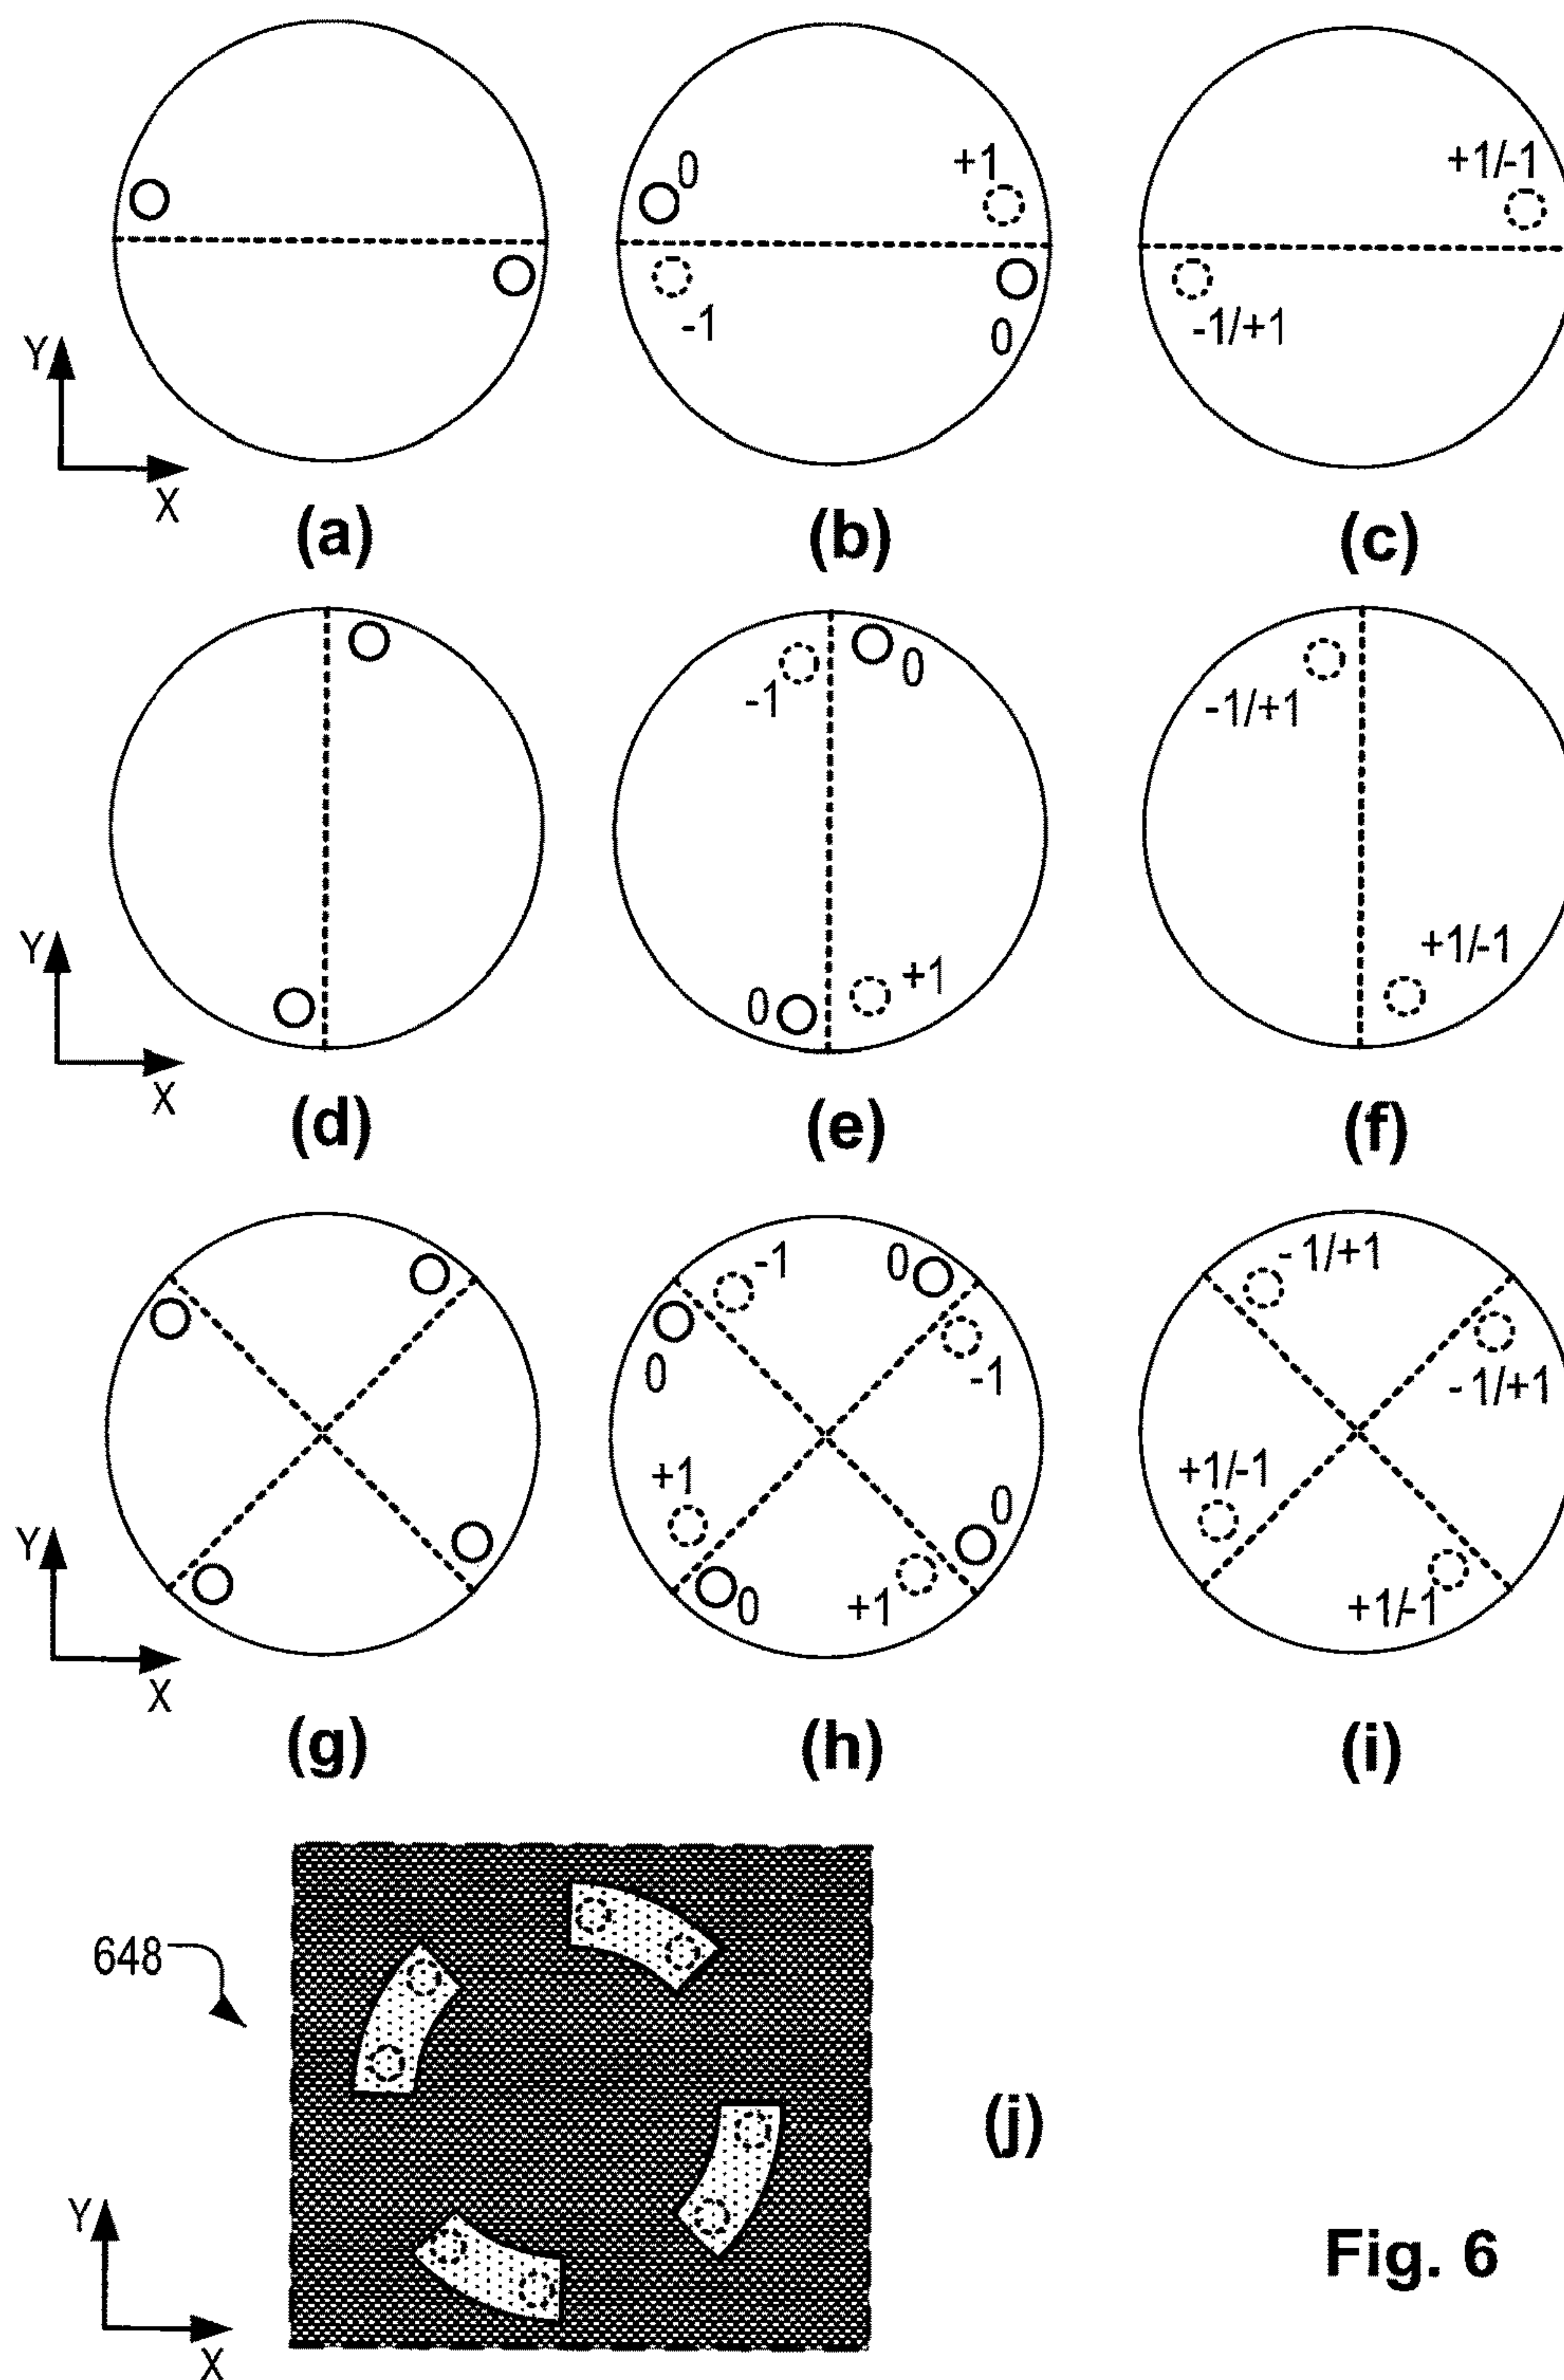 0
+1
+1/-1
-1
0
-1/+1
Y
X
(a)
(b)
(c)
-1
0
-1/+1
0
+1
+1/-1
Y
X
(d)
(e)
(f)
-1
0
0
-1
- 1/+1
- 1/+1
+1
0
+1
0
+1/-1
+1/-1
Y
X
(g)
(h)
(i)
648
(j)
Y
X
Fig. 6